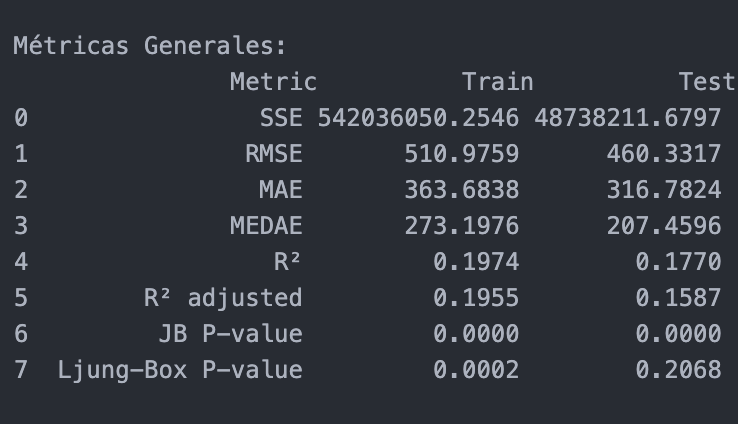 Métricas Generales:
Metric Train Test
0 SSE 542036050.2546 48738211.6797
1 RMSE 510.9759 460.3317
2 MAE 363.6838 316.7824
3 MEDAE 273.1976 207.4596
4 R² 0.1974 0.1770
5 R² adjusted 0.1955 0.1587
6 JB P-value 0.0000 0.0000
7 Ljung-Box P-value 0.0002 0.2068